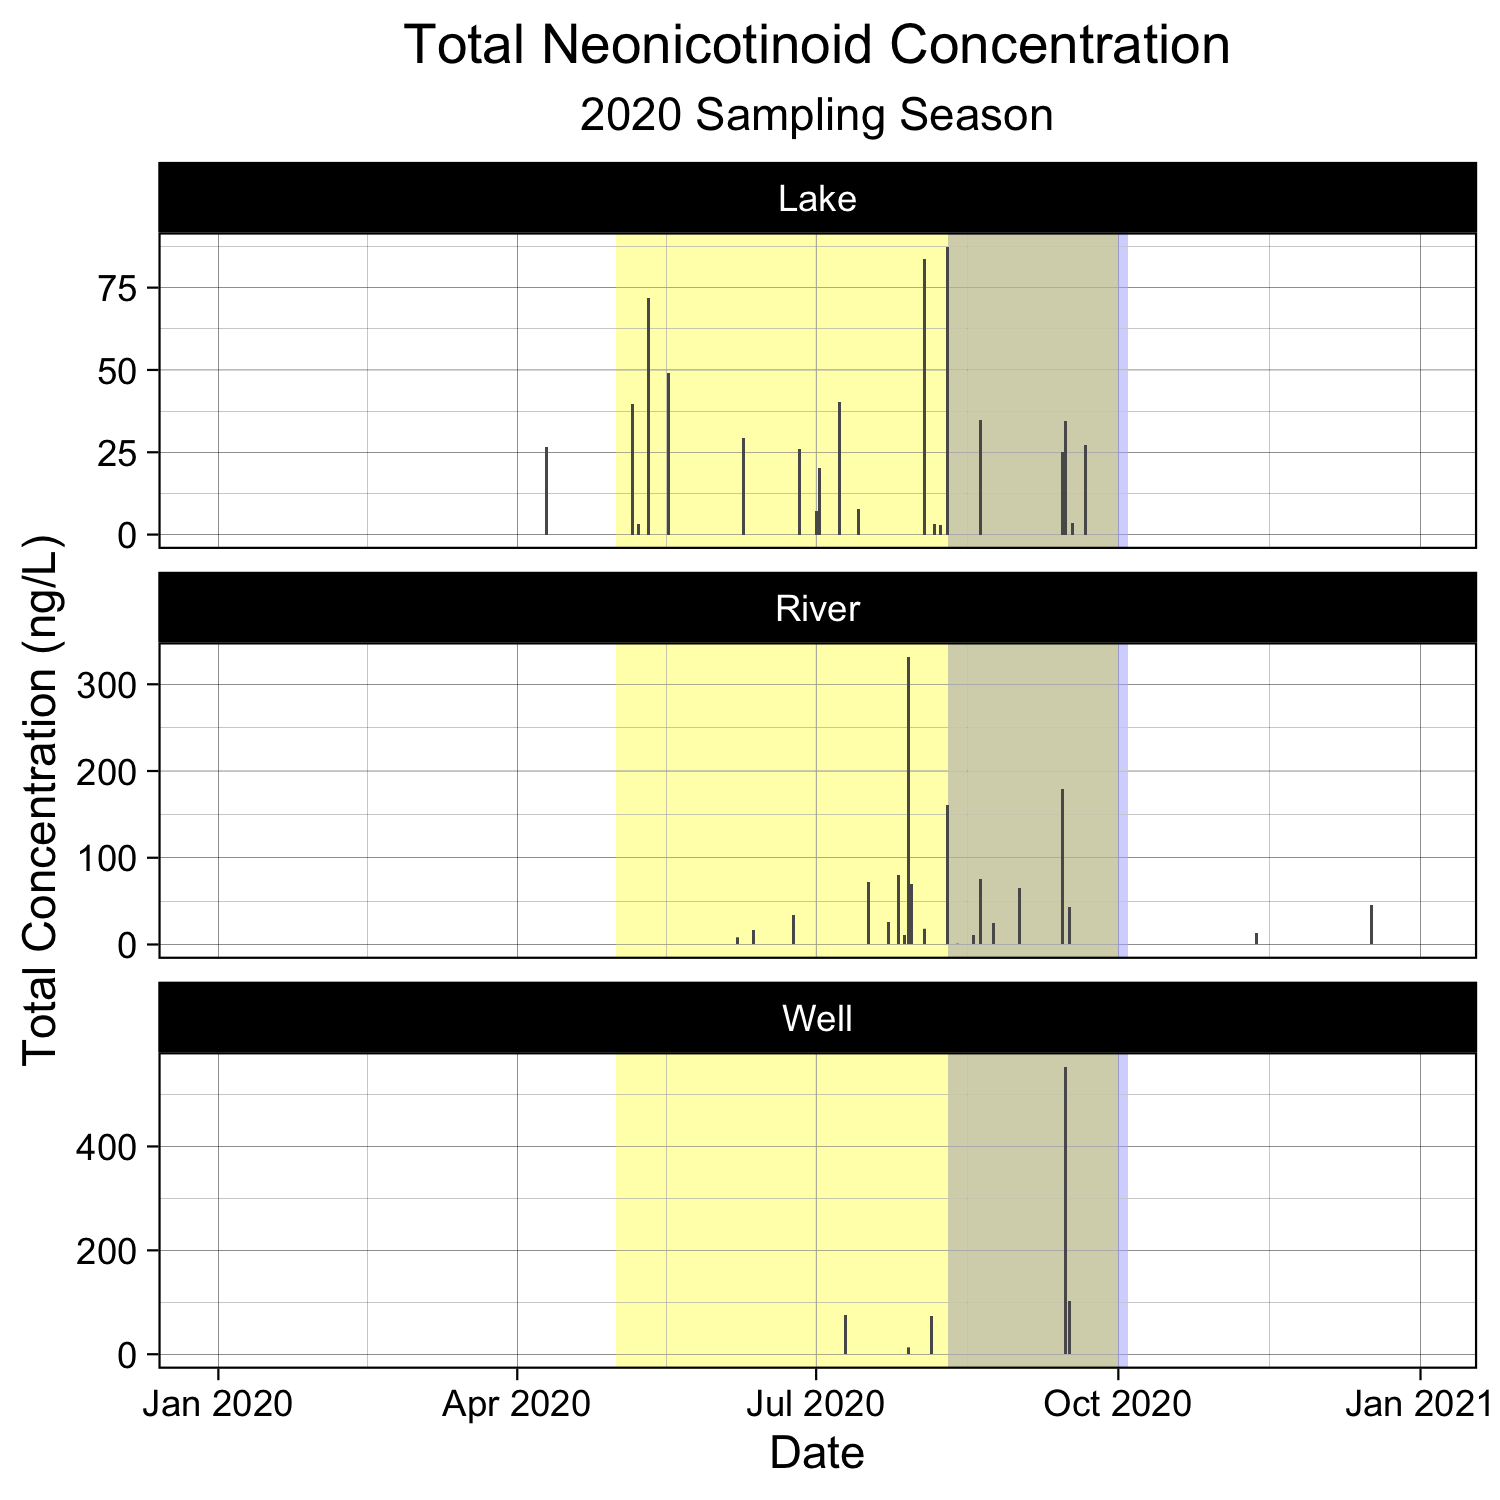 Total Neonicotinoid Concentration
2020 Sampling Season
Lake
75
50
25
0
River
300
200
100
0
Well
400
200
0
Total Concentration (ng/L)
Jan 2020 Apr 2020 Jul 2020 Oct 2020 Jan 2021
Date